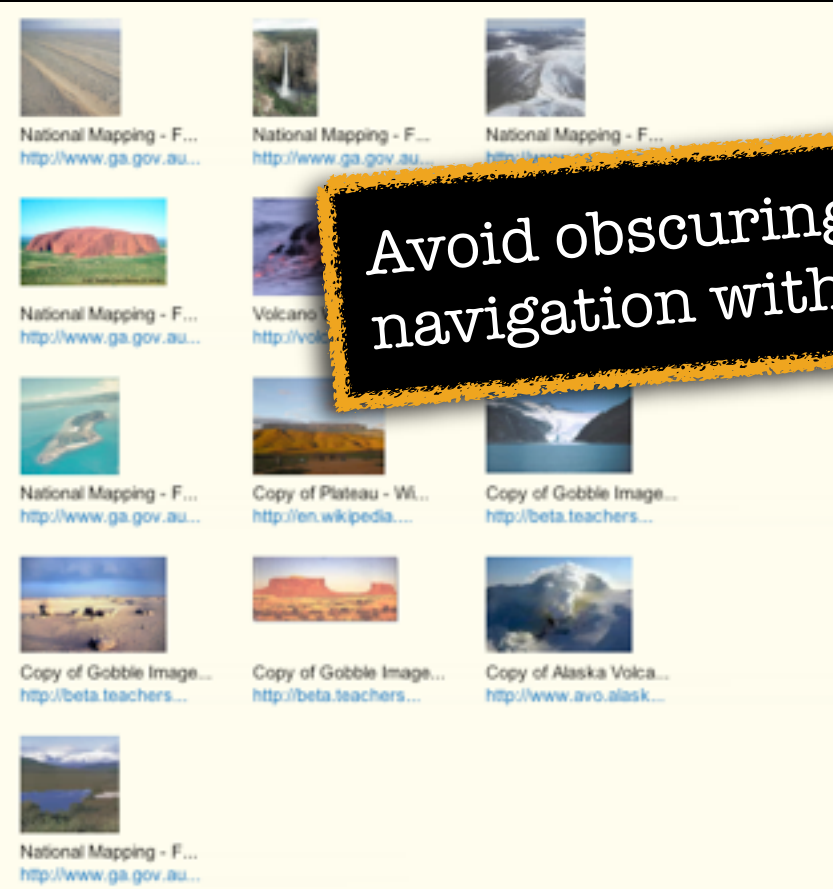 National Mapping - F...
http://www.ga.gov.au...
National Mapping - F...
http://www.ga.gov.au...
National Mapping - F...
Avoid obscuring
navigation with
National Mapping - F...
http://www.ga.gov.au...
Volcano
http://volc
National Mapping - F...
http://www.ga.gov.au...
Copy of Plateau - Wi...
http://en.wikipedia....
Copy of Gobble Image...
http://beta.teachers...
Copy of Gobble Image...
http://beta.teachers...
Copy of Gobble Image...
http://beta.teachers...
Copy of Alaska Volca...
http://www.avo.alask...
National Mapping - F...
http://www.ga.gov.au...